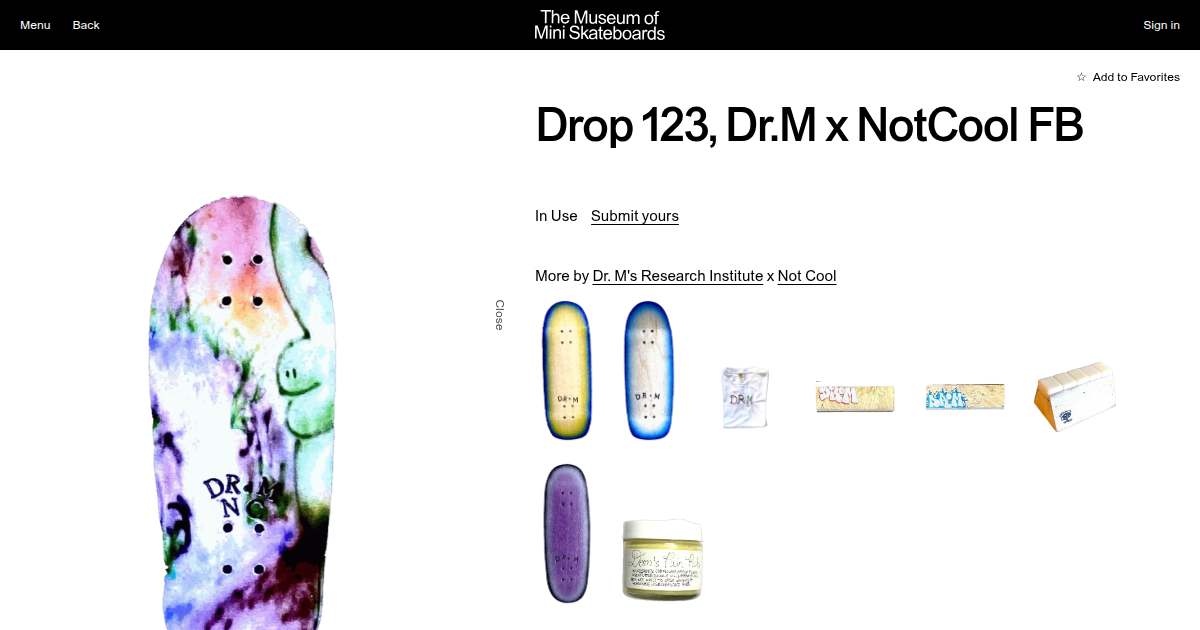 Menu
Back
The Museum of
Mini Skateboards
Sign in
☆ Add to Favorites
Drop 123, Dr.M x NotCool FB
In Use
Submit yours
More by Dr. M's Research Institute x Not Cool
Close
DR M
N C
DR M
DR M
DR M
DR M